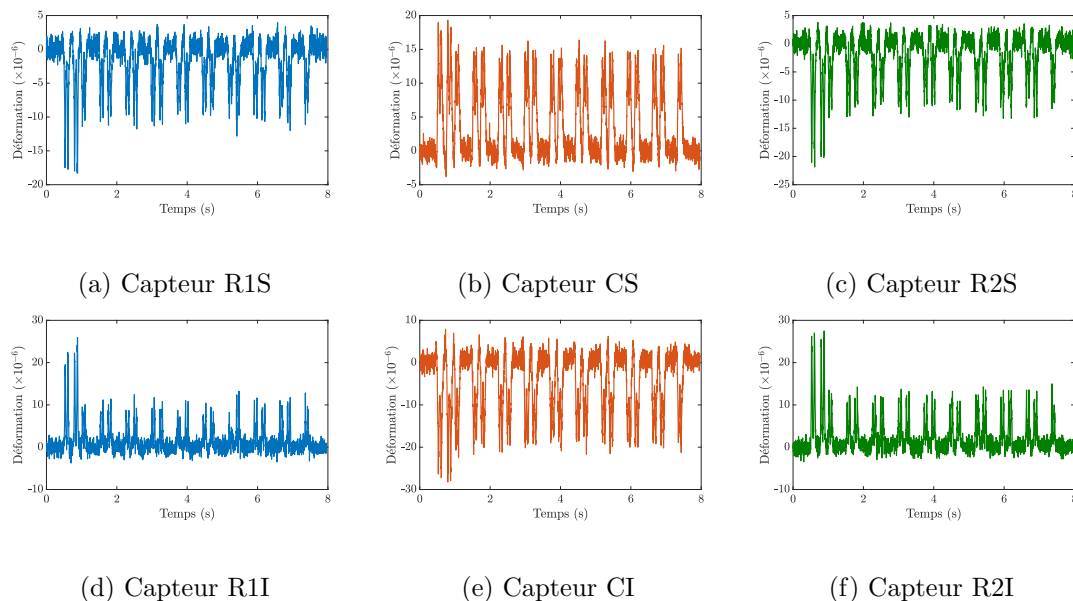 5
0
-5
-10
-15
-20
0 2 4 6 8
Déformation (×10⁻⁶)
Temps (s)
(a) Capteur R1S
20
15
10
5
0
-5
0 2 4 6 8
Déformation (×10⁻⁶)
Temps (s)
(b) Capteur CS
5
0
-5
-10
-15
-20
-25
0 2 4 6 8
Déformation (×10⁻⁶)
Temps (s)
(c) Capteur R2S
30
20
10
0
-10
0 2 4 6 8
Déformation (×10⁻⁶)
Temps (s)
(d) Capteur R1I
10
0
-10
-20
-30
0 2 4 6 8
Déformation (×10⁻⁶)
Temps (s)
(e) Capteur CI
30
20
10
0
-10
0 2 4 6 8
Déformation (×10⁻⁶)
Temps (s)
(f) Capteur R2I